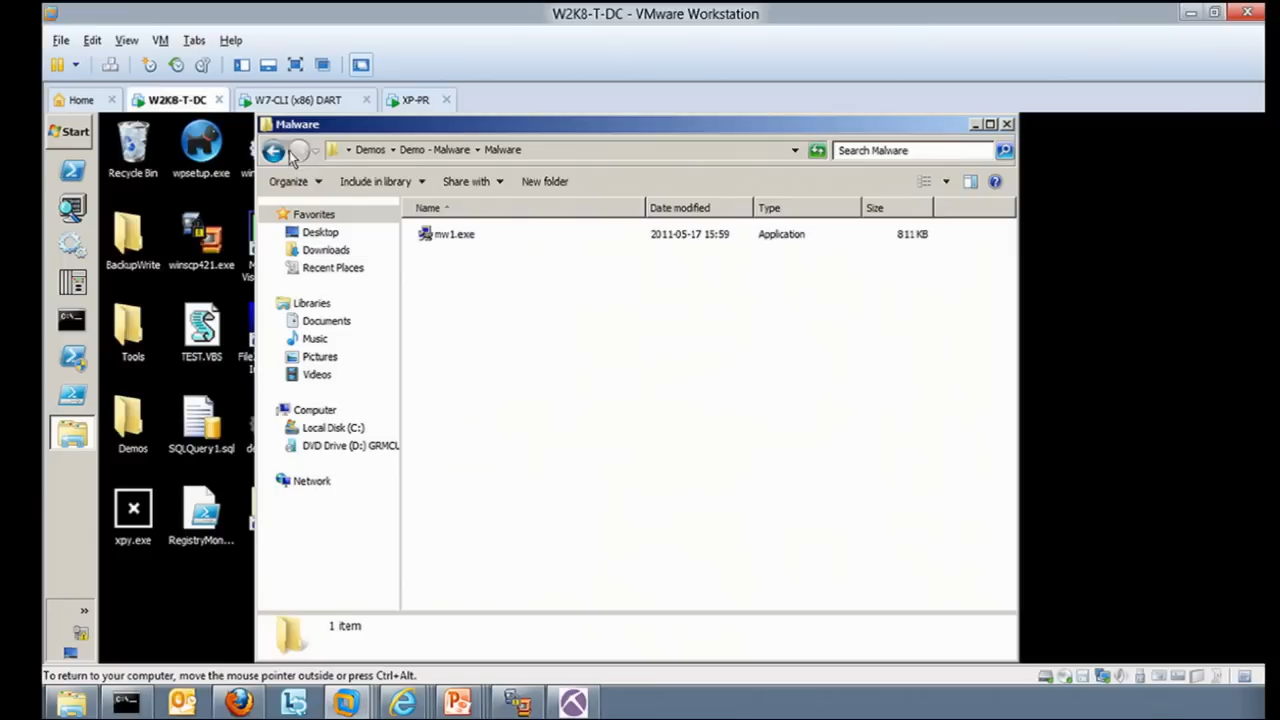 W2K8-T-DC - VMware Workstation
File Edit View VM Tabs Help
Home W2K8-T-DC W7-CLI (x86) DART XP-PR
Start
Malware
Demos Demo - Malware Malware
Search Malware
Organize Include in library Share with New folder
Name Date modified Type Size
mw1.exe 2011-05-17 15:59 Application 811 KB
Favorites
Desktop
Downloads
Recent Places
Libraries
Documents
Music
Pictures
Videos
Computer
Local Disk (C:)
DVD Drive (D:) GRMCU
Network
1 item
Recycle Bin wpsetup.exe
BackupWrite winscp421.exe
Tools TEST.VBS
Demos SQLQuery1.sql
xpy.exe RegistryMon...
To return to your computer, move the mouse pointer outside or press Ctrl+Alt.